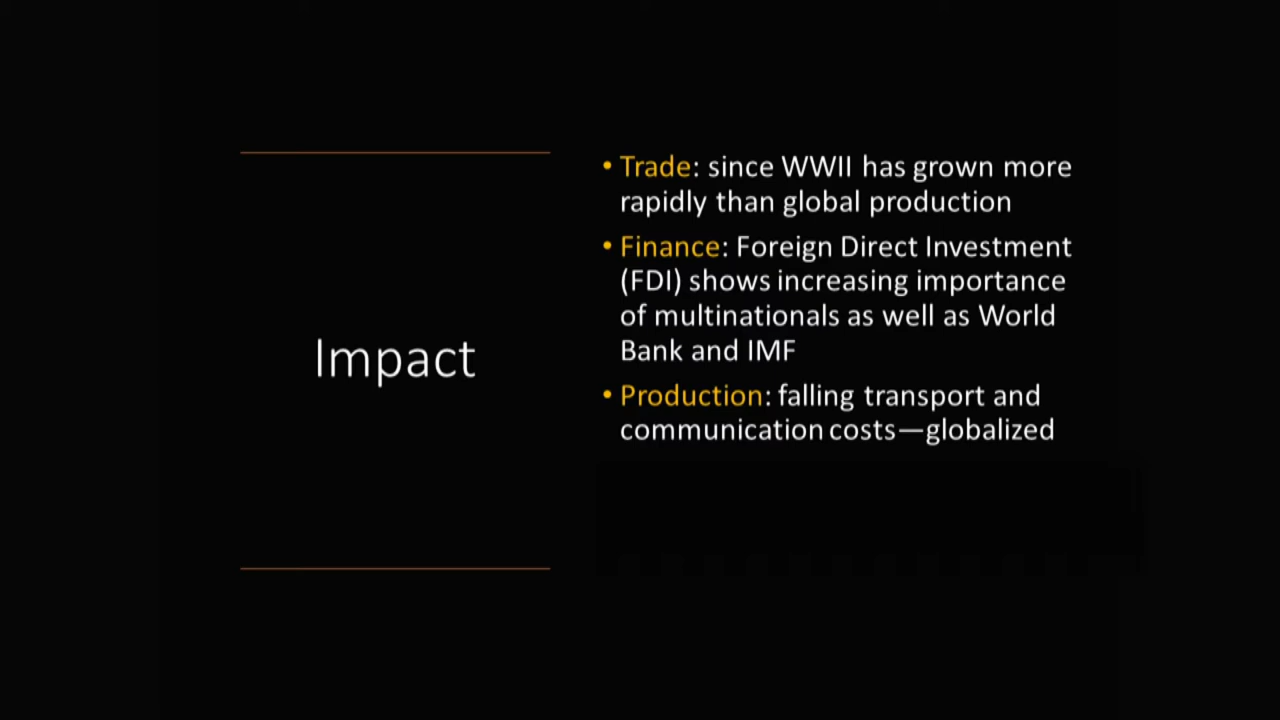 Impact
• Trade: since WWII has grown more
rapidly than global production
• Finance: Foreign Direct Investment
(FDI) shows increasing importance
of multinationals as well as World
Bank and IMF
• Production: falling transport and
communication costs—globalized